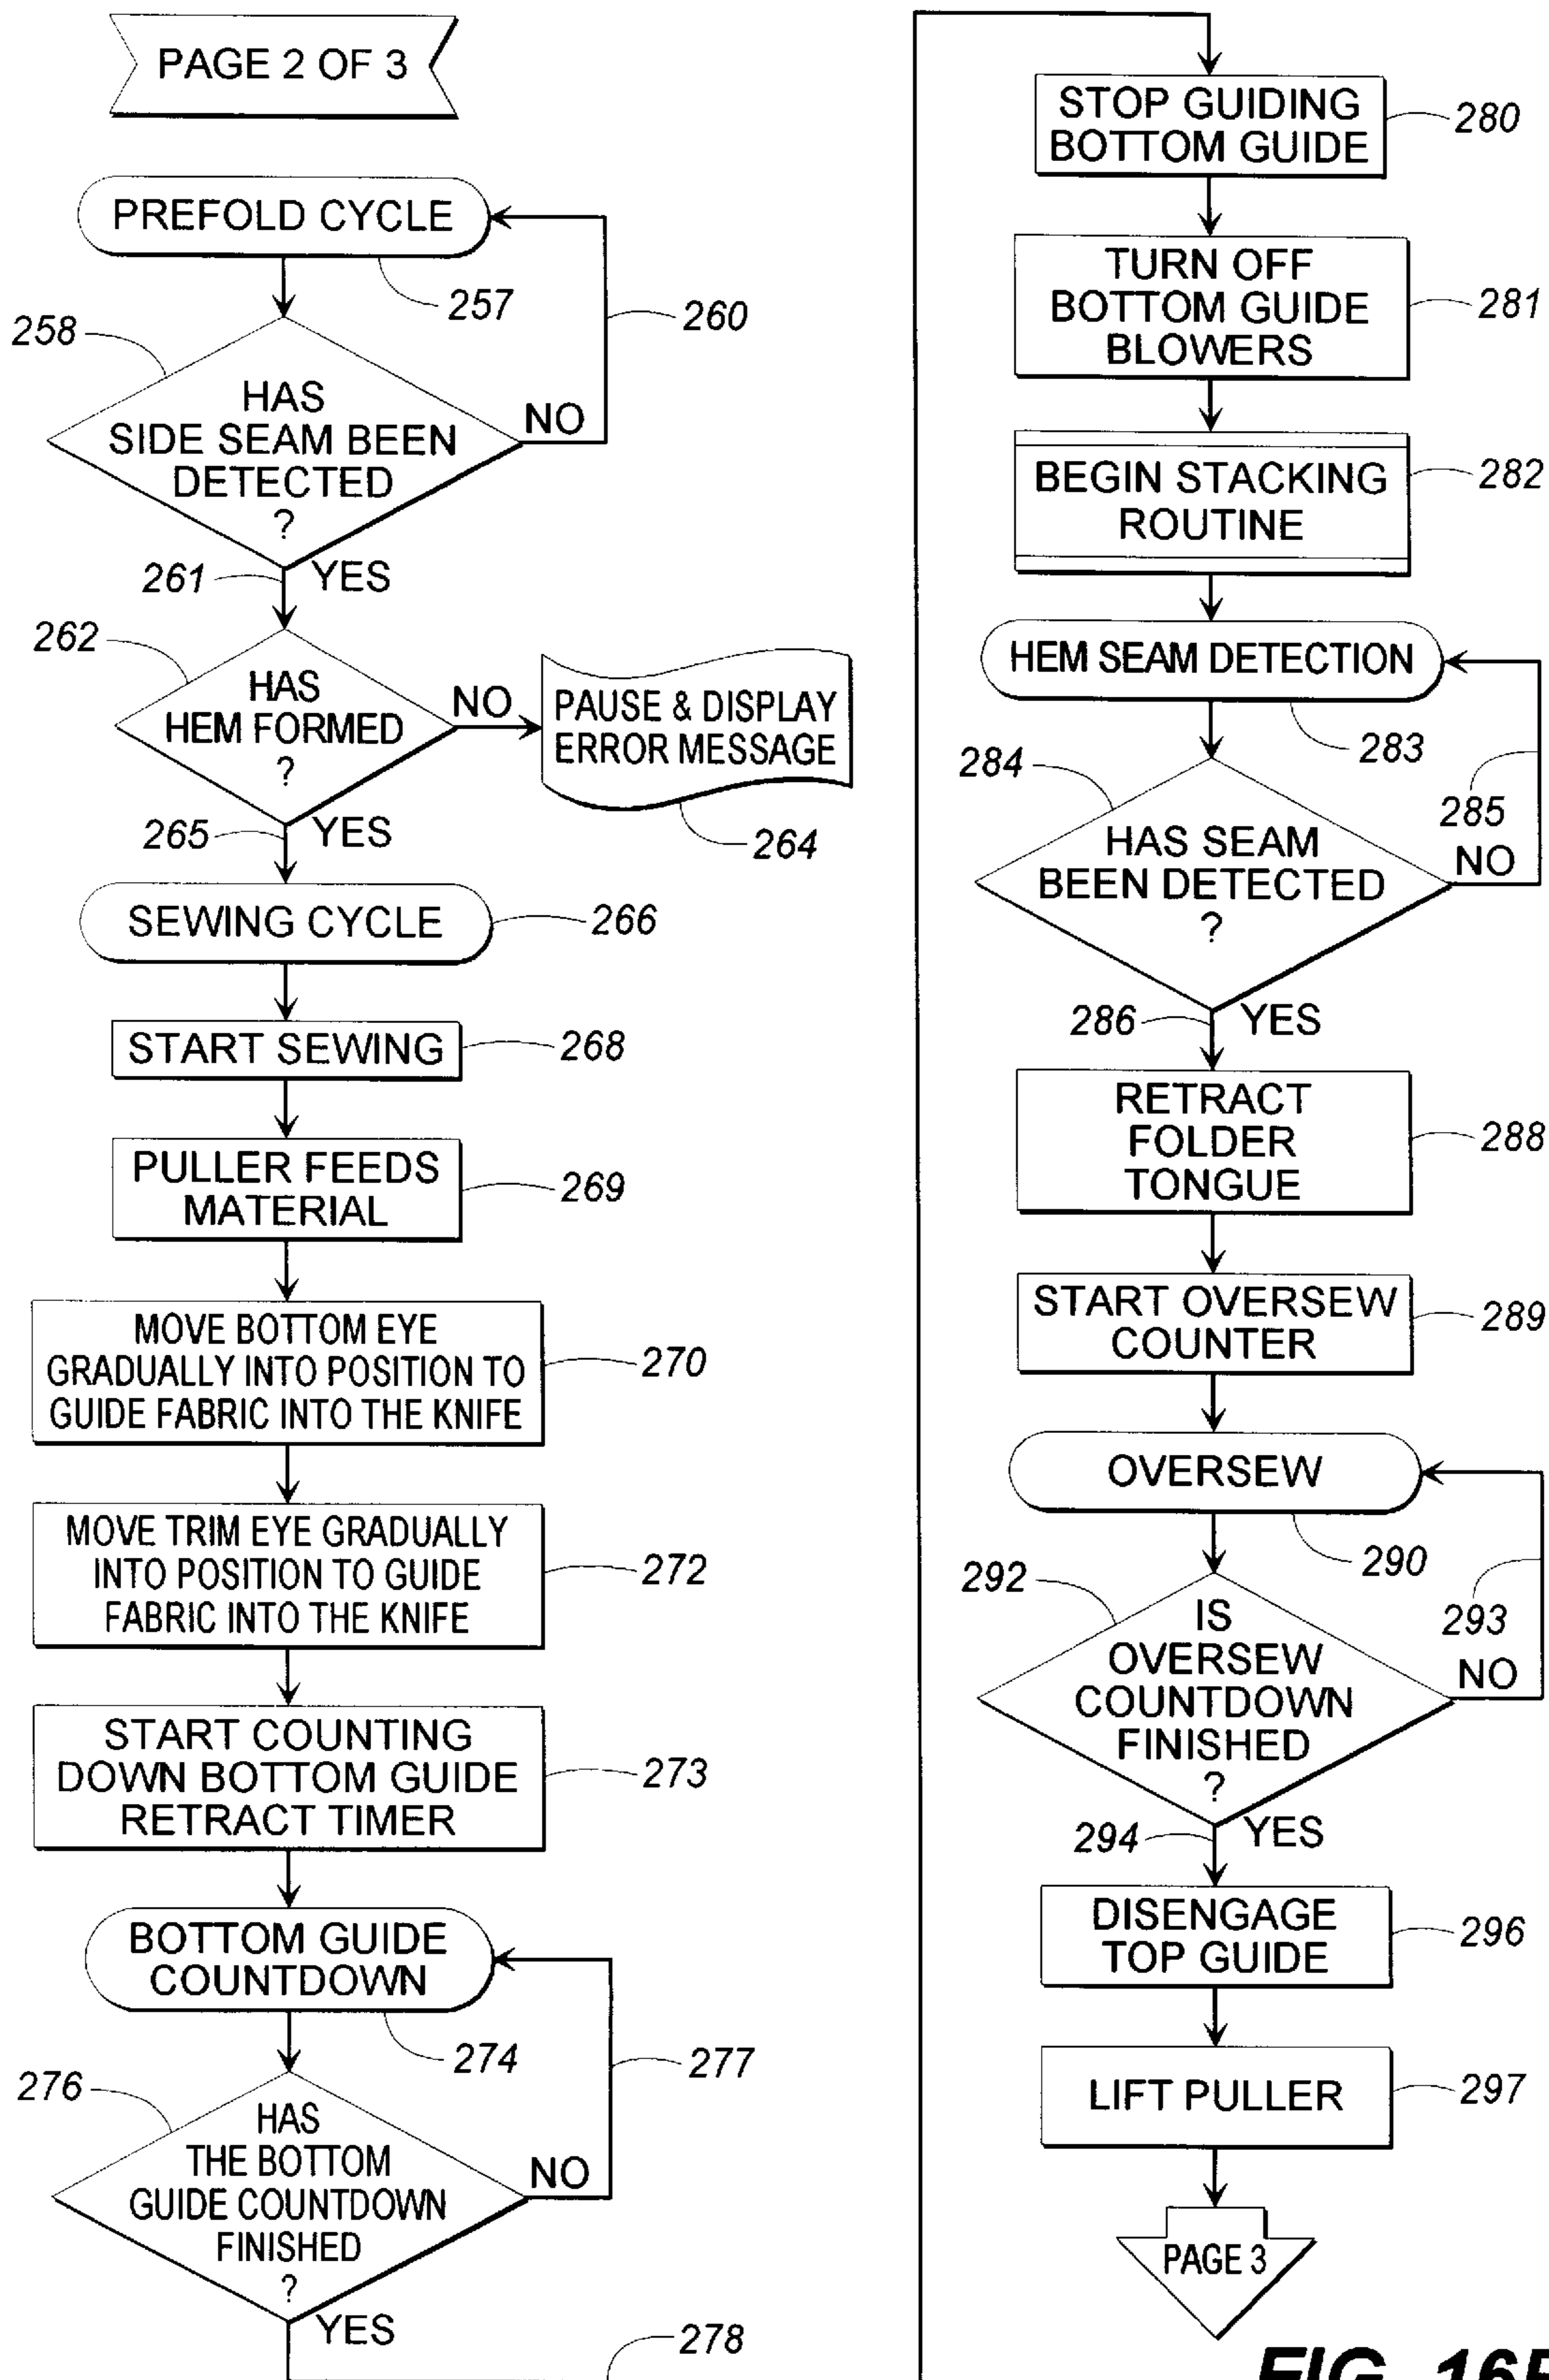 PAGE 2 OF 3
PREFOLD CYCLE
257
258
260
HAS
SIDE SEAM BEEN
DETECTED
?
NO
261
YES
262
HAS
HEM FORMED
?
NO
PAUSE & DISPLAY
ERROR MESSAGE
264
265
YES
SEWING CYCLE
266
START SEWING
268
PULLER FEEDS
MATERIAL
269
MOVE BOTTOM EYE
GRADUALLY INTO POSITION TO
GUIDE FABRIC INTO THE KNIFE
270
MOVE TRIM EYE GRADUALLY
INTO POSITION TO GUIDE
FABRIC INTO THE KNIFE
272
START COUNTING
DOWN BOTTOM GUIDE
RETRACT TIMER
273
BOTTOM GUIDE
COUNTDOWN
274
276
277
HAS
THE BOTTOM
GUIDE COUNTDOWN
FINISHED
?
NO
YES
278
STOP GUIDING
BOTTOM GUIDE
280
TURN OFF
BOTTOM GUIDE
BLOWERS
281
BEGIN STACKING
ROUTINE
282
HEM SEAM DETECTION
283
284
285
HAS SEAM
BEEN DETECTED
?
NO
286
YES
RETRACT
FOLDER
TONGUE
288
START OVERSEW
COUNTER
289
OVERSEW
290
292
293
IS
OVERSEW
COUNTDOWN
FINISHED
?
NO
294
YES
DISENGAGE
TOP GUIDE
296
LIFT PULLER
297
PAGE 3
FIG.